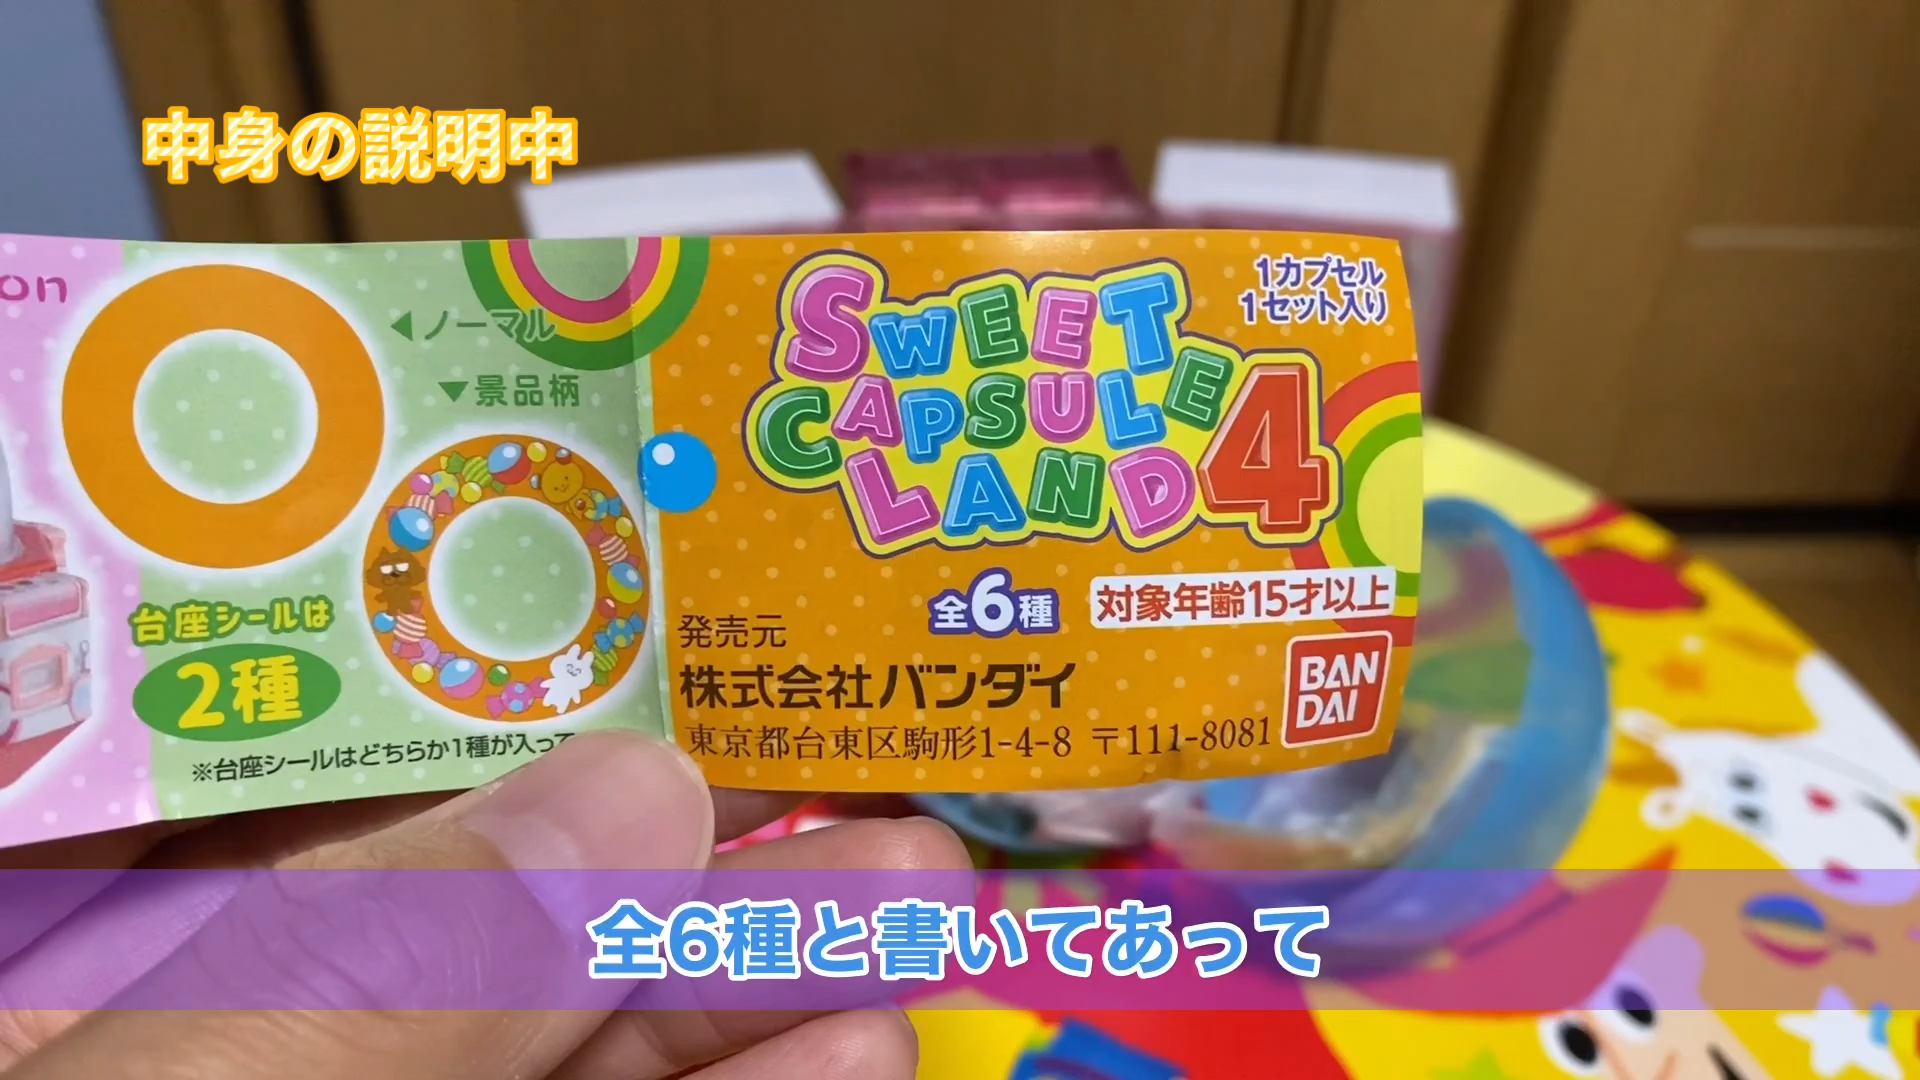 中身の説明中
on
◀ノーマル
▼景品柄
台座シールは
2種
※台座シールはどちらか1種が入って
1カプセル
1セット入り
SWEET
CAPSULE
LAND4
全6種
対象年齢15才以上
発売元
株式会社バンダイ
東京都台東区駒形1-4-8 〒111-8081
BAN
DAI
全6種と書いてあって